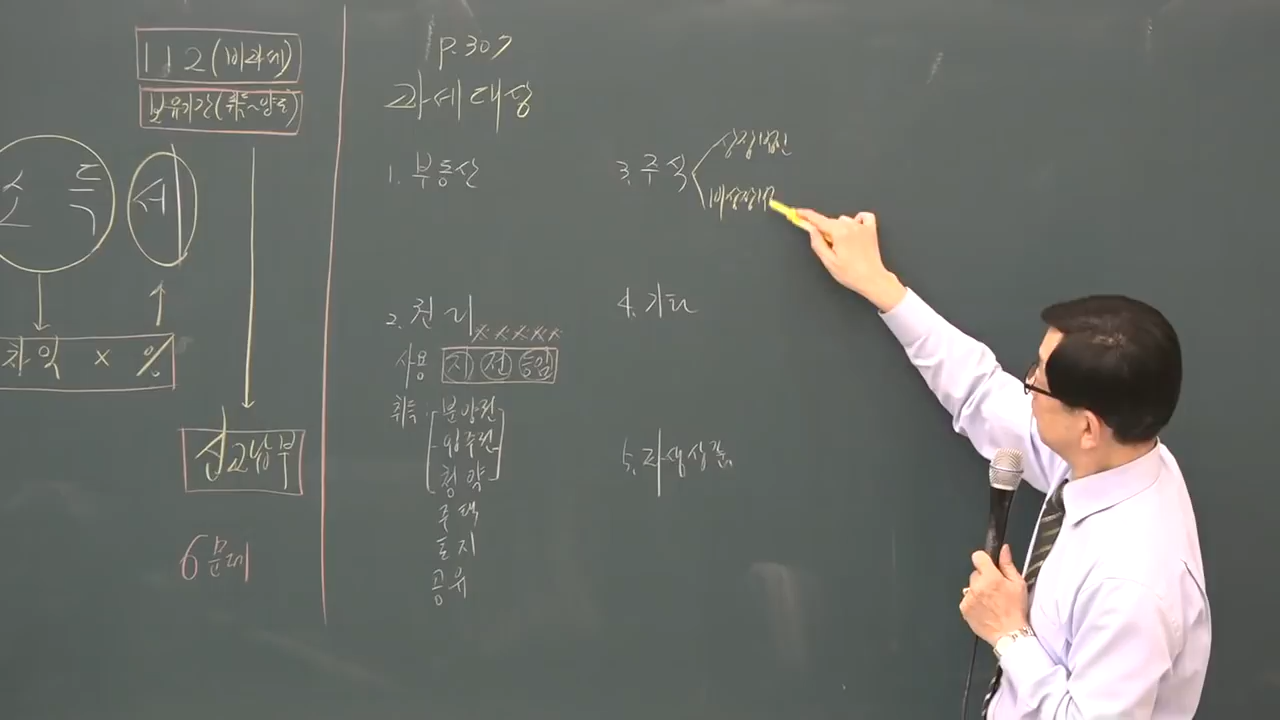 112(비과세)
보유기간(취득~양도)
소득 세
차익 × %
신고납부
6문제
p.307
과세대상
1. 부동산
2. 권리
×××××
사용 지 전 등임
취득 분양권
입주권
청약
주택
토지
공유
3. 주식
상장법인
비상장법인
4. 기타
5. 파생상품